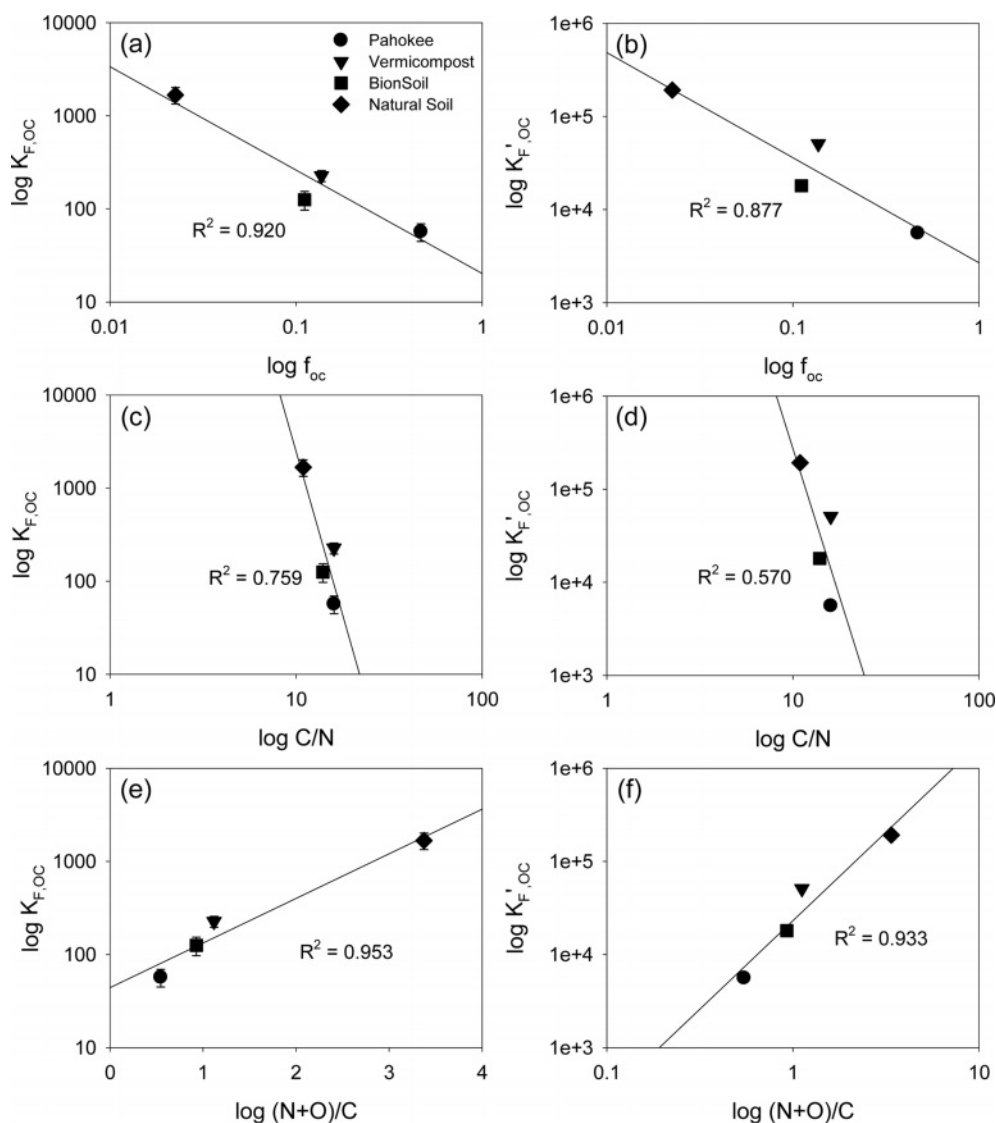 (a)
Pahokee
Vermicompost
BionSoil
Natural Soil
10000
1000
100
10
log K_F,OC
R² = 0.920
0.01 0.1 1
log f_oc
(b)
1e+6
1e+5
1e+4
1e+3
log K_F'_,OC
R² = 0.877
0.01 0.1 1
log f_oc
(c)
10000
1000
100
10
log K_F,OC
R² = 0.759
1 10 100
log C/N
(d)
1e+6
1e+5
1e+4
1e+3
log K_F'_,OC
R² = 0.570
1 10 100
log C/N
(e)
10000
1000
100
10
log K_F,OC
R² = 0.953
0 1 2 3 4
log (N+O)/C
(f)
1e+6
1e+5
1e+4
1e+3
log K_F'_,OC
R² = 0.933
0.1 1 10
log (N+O)/C